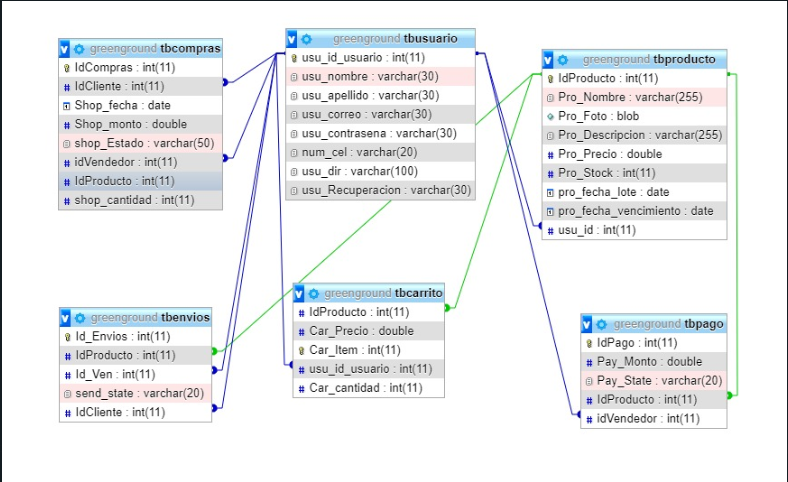 greenground tbcompras
IdCompras : int(11)
IdCliente : int(11)
Shop_fecha : date
Shop_monto : double
shop_Estado : varchar(50)
idVendedor : int(11)
IdProducto : int(11)
shop_cantidad : int(11)
greenground tbusuario
usu_id_usuario : int(11)
usu_nombre : varchar(30)
usu_apellido : varchar(30)
usu_correo : varchar(30)
usu_contrasena : varchar(30)
num_cel : varchar(20)
usu_dir : varchar(100)
usu_Recuperacion : varchar(30)
greenground tbproducto
IdProducto : int(11)
Pro_Nombre : varchar(255)
Pro_Foto : blob
Pro_Descripcion : varchar(255)
Pro_Precio : double
Pro_Stock : int(11)
pro_fecha_lote : date
pro_fecha_vencimiento : date
usu_id : int(11)
greenground tbenvios
Id_Envios : int(11)
IdProducto : int(11)
Id_Ven : int(11)
send_state : varchar(20)
IdCliente : int(11)
greenground tbcarrito
IdProducto : int(11)
Car_Precio : double
Car_Item : int(11)
usu_id_usuario : int(11)
Car_cantidad : int(11)
greenground tbpago
IdPago : int(11)
Pay_Monto : double
Pay_State : varchar(20)
IdProducto : int(11)
idVendedor : int(11)